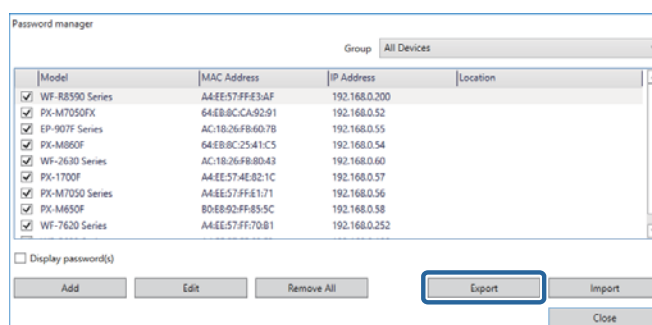 Password manager
Group All Devices
Model MAC Address IP Address Location
WF-R8590 Series A4:EE:57:FF:E3:AF 192.168.0.200
PX-M7050FX 64:EB:8C:CA:92:91 192.168.0.52
EP-907F Series AC:18:26:FB:60:7B 192.168.0.55
PX-M860F 64:EB:8C:25:41:C5 192.168.0.54
WF-2630 Series AC:18:26:FB:80:43 192.168.0.60
PX-1700F A4:EE:57:4E:82:1C 192.168.0.57
PX-M7050 Series A4:EE:57:FF:E1:71 192.168.0.56
PX-M650F B0:E8:92:FF:85:5C 192.168.0.58
WF-7620 Series A4:EE:57:FF:70:B1 192.168.0.252
Display password(s)
Add Edit Remove All Export Import
Close